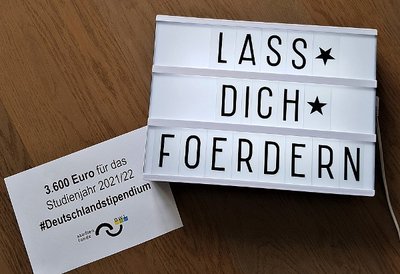 LASS★
DICH★
FOERDERN
3.600 Euro für das
Studienjahr 2021/22
#Deutschlandstipendium